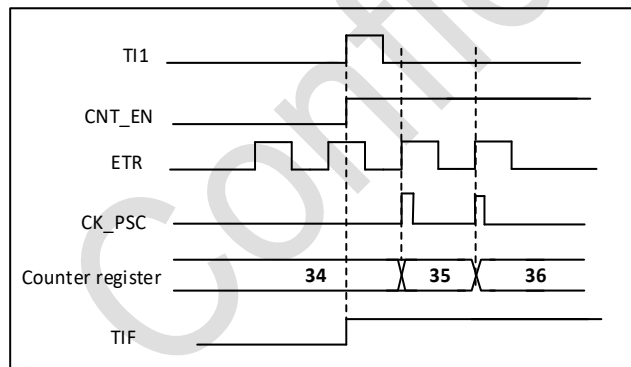 TI1
CNT_EN
ETR
CK_PSC
Counter register 34 35 36
TIF